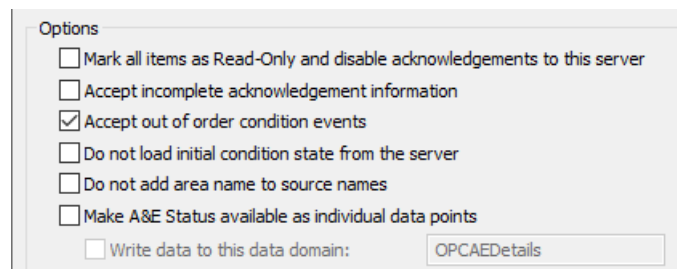 Options
Mark all items as Read-Only and disable acknowledgements to this server
Accept incomplete acknowledgement information
Accept out of order condition events
Do not load initial condition state from the server
Do not add area name to source names
Make A&E Status available as individual data points
Write data to this data domain: OPCAEDetails